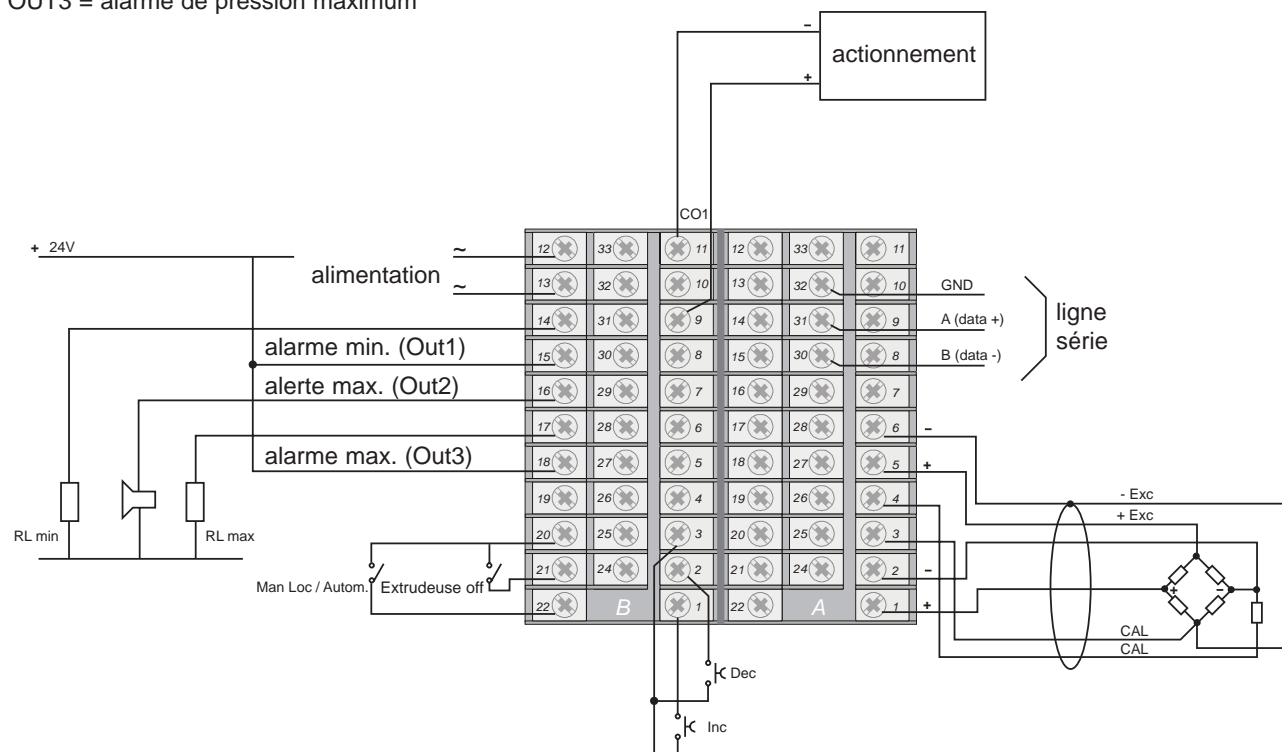 OUT3 = alarme de pression maximum
–
actionnement
+
CO1
+ 24V
~
alimentation
~
alarme min. (Out1)
alerte max. (Out2)
alarme max. (Out3)
RL min
RL max
Man Loc / Autom.
Extrudeuse off
12 33 11 12 33 11
13 32 10 13 32 10
14 31 9 14 31 9
15 30 8 15 30 8
16 29 7 16 29 7
17 28 6 17 28 6
18 27 5 18 27 5
19 26 4 19 26 4
20 25 3 20 25 3
21 24 2 21 24 2
22 B 1 22 A 1
GND
A (data +)
B (data -)
ligne
série
–
+
- Exc
+ Exc
–
+
+
–
CAL
CAL
Dec
Inc